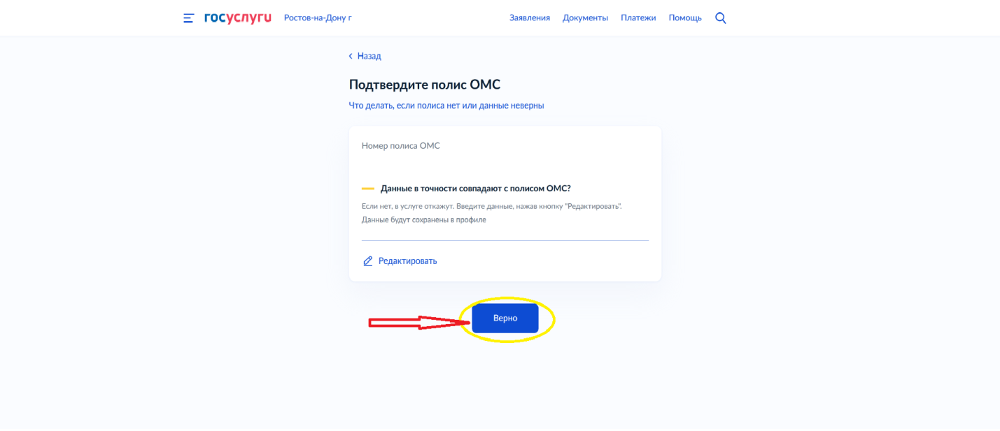 госуслуги Ростов-на-Дону г Заявления Документы Платежи Помощь
Назад
Подтвердите полис ОМС
Что делать, если полиса нет или данные неверны
Номер полиса ОМС
Данные в точности совпадают с полисом ОМС?
Если нет, в услуге откажут. Введите данные, нажав кнопку "Редактировать".
Данные будут сохранены в профиле
Редактировать
Верно